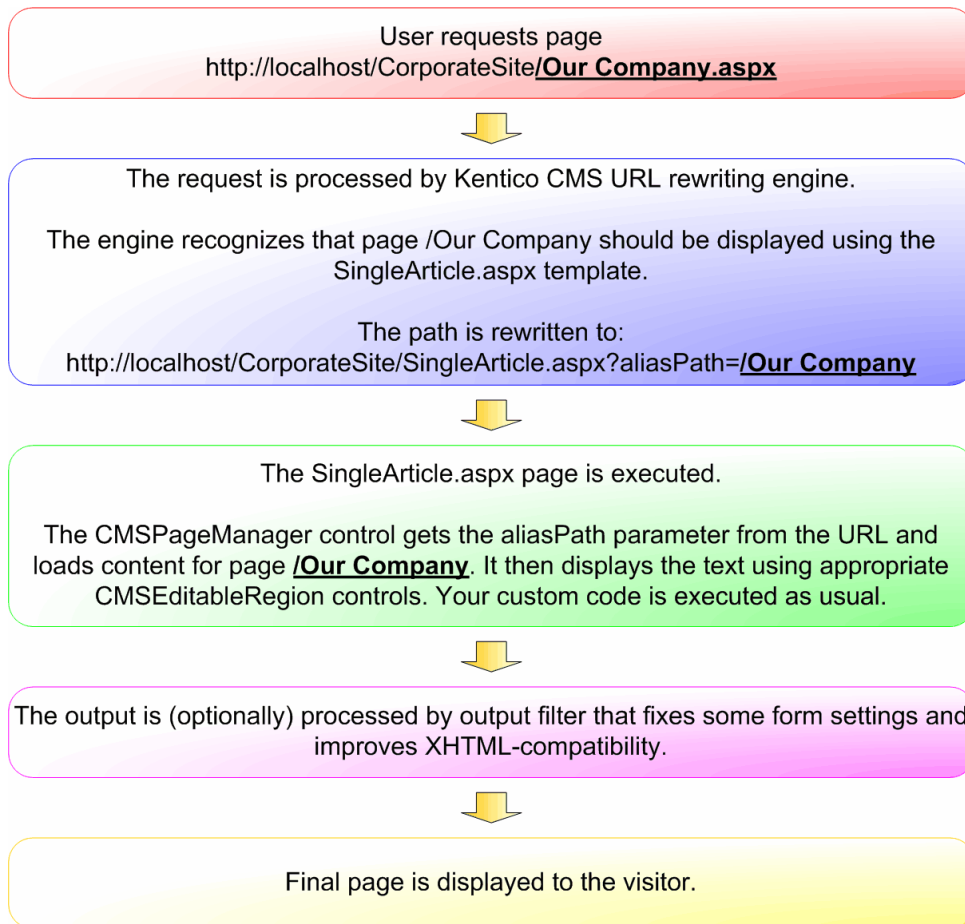 User requests page
http://localhost/CorporateSite/Our Company.aspx
The request is processed by Kentico CMS URL rewriting engine.
The engine recognizes that page /Our Company should be displayed using the
SingleArticle.aspx template.
The path is rewritten to:
http://localhost/CorporateSite/SingleArticle.aspx?aliasPath=/Our Company
The SingleArticle.aspx page is executed.
The CMSPageManager control gets the aliasPath parameter from the URL and
loads content for page /Our Company. It then displays the text using appropriate
CMSEditableRegion controls. Your custom code is executed as usual.
The output is (optionally) processed by output filter that fixes some form settings and
improves XHTML-compatibility.
Final page is displayed to the visitor.